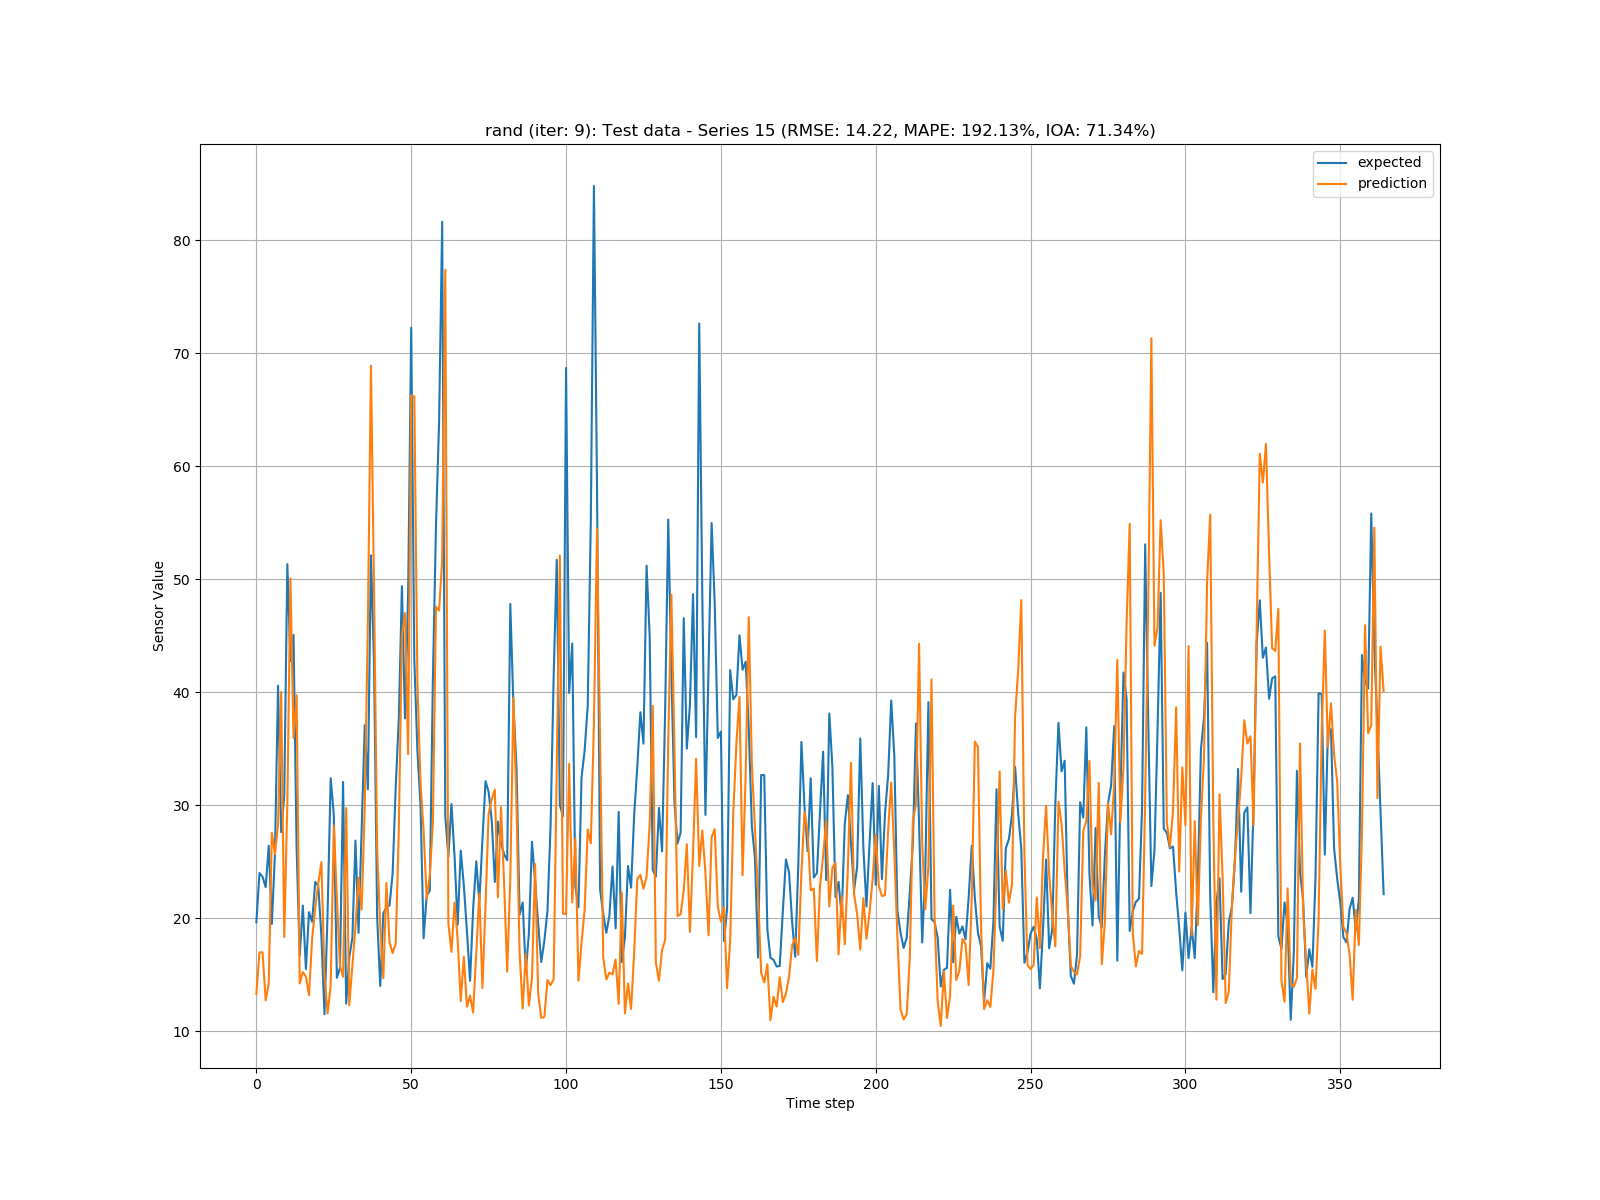 rand (iter: 9): Test data - Series 15 (RMSE: 14.22, MAPE: 192.13%, IOA: 71.34%)
expected
prediction
80
70
60
50
40
30
20
10
Sensor Value
0 50 100 150 200 250 300 350
Time step